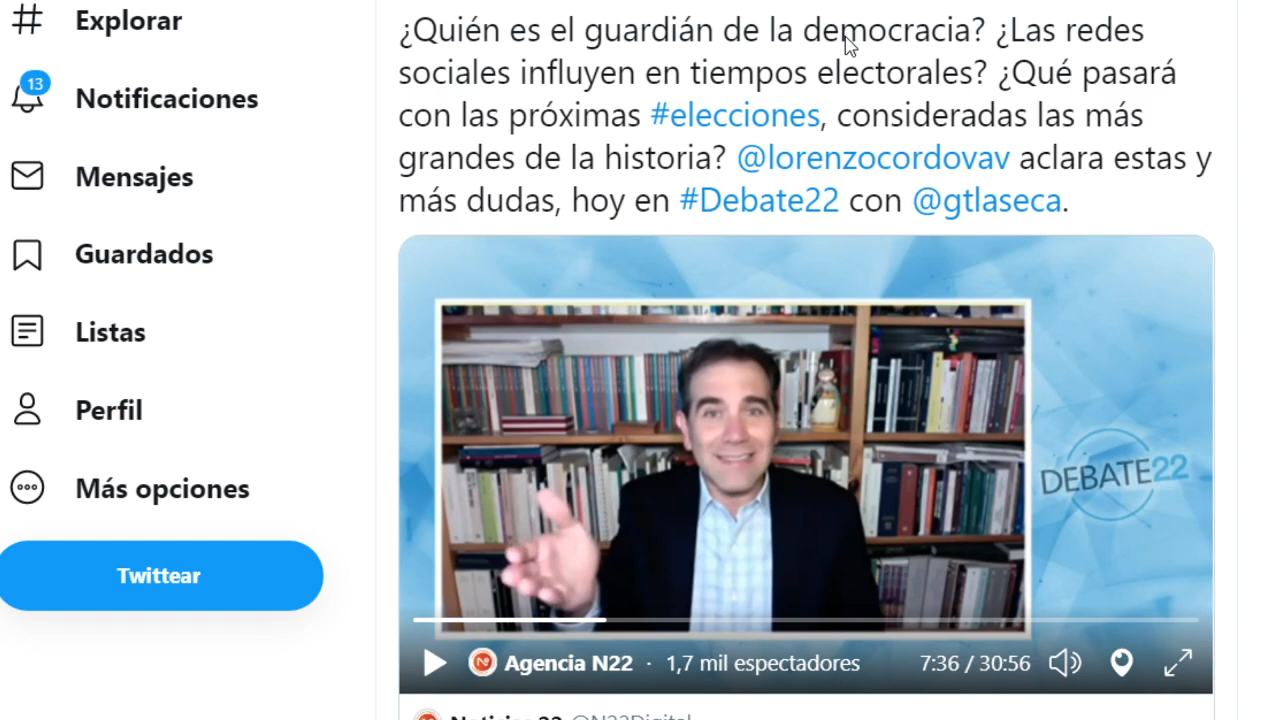 Explorar
13
Notificaciones
Mensajes
Guardados
Listas
Perfil
Más opciones
Twittear
¿Quién es el guardián de la democracia? ¿Las redes
sociales influyen en tiempos electorales? ¿Qué pasará
con las próximas #elecciones, consideradas las más
grandes de la historia? @lorenzocordovav aclara estas y
más dudas, hoy en #Debate22 con @gtlaseca.
DEBATE22
Agencia N22 · 1,7 mil espectadores
7:36 / 30:56
Noticias 22 @N22Digital